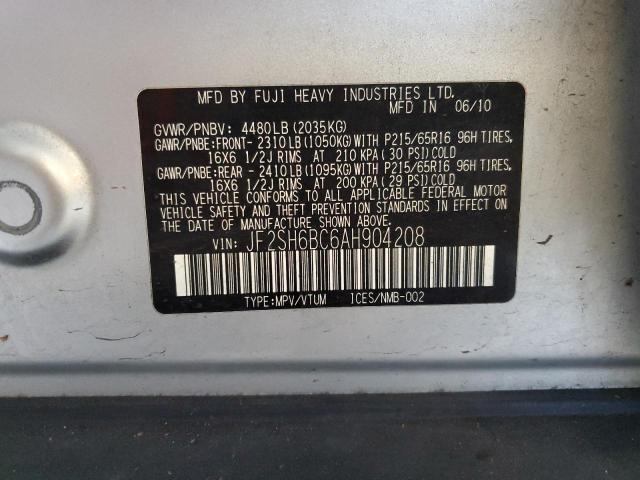 MFD BY FUJI HEAVY INDUSTRIES LTD.
MFD IN 06/10
GVWR/PNBV: 4480LB(2035KG)
GAWR/PNBE:FRONT- 2310LB(1050KG)WITH P215/65R16 96H TIRES,
16X6 1/2J RIMS AT 210 KPA(30 PSI)COLD
GAWR/PNBE:REAR - 2410LB(1095KG)WITH P215/65R16 96H TIRES,
16X6 1/2J RIMS AT 200 KPA(29 PSI)COLD
THIS VEHICLE CONFORMS TO ALL APPLICABLE FEDERAL MOTOR
VEHICLE SAFETY AND THEFT PREVENTION STANDARDS IN EFFECT
ON THE DATE OF MANUFACTURE SHOWN ABOVE.
VIN: JF2SH6BC6AH904208
TYPE:MPV/VTUM ICES/NMB-002